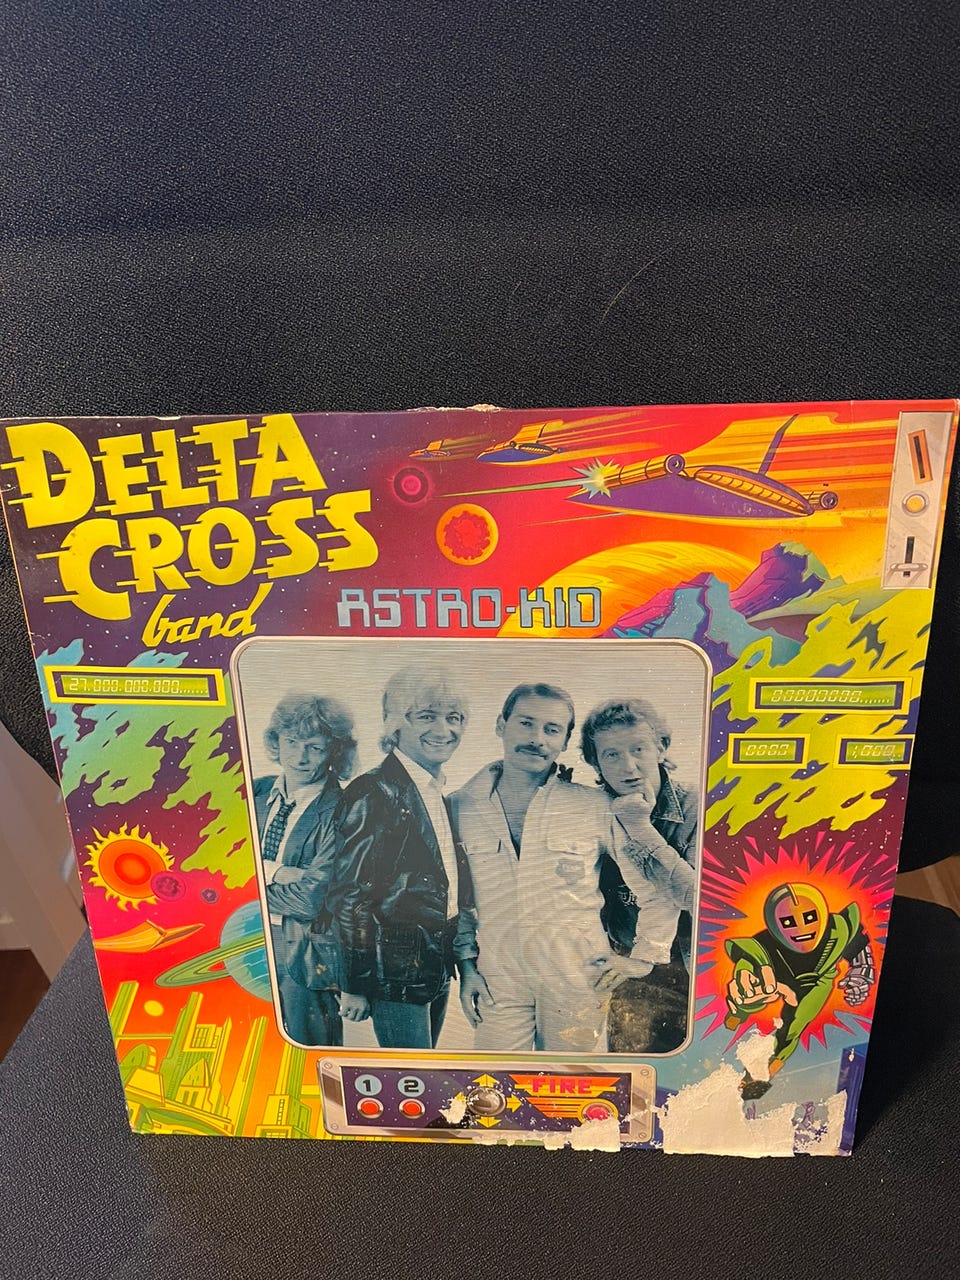 DELTA
CROSS
band
ASTRO-KID
27.000.000.000.......
00000000.......
0000
1,000..
1 2
FIRE